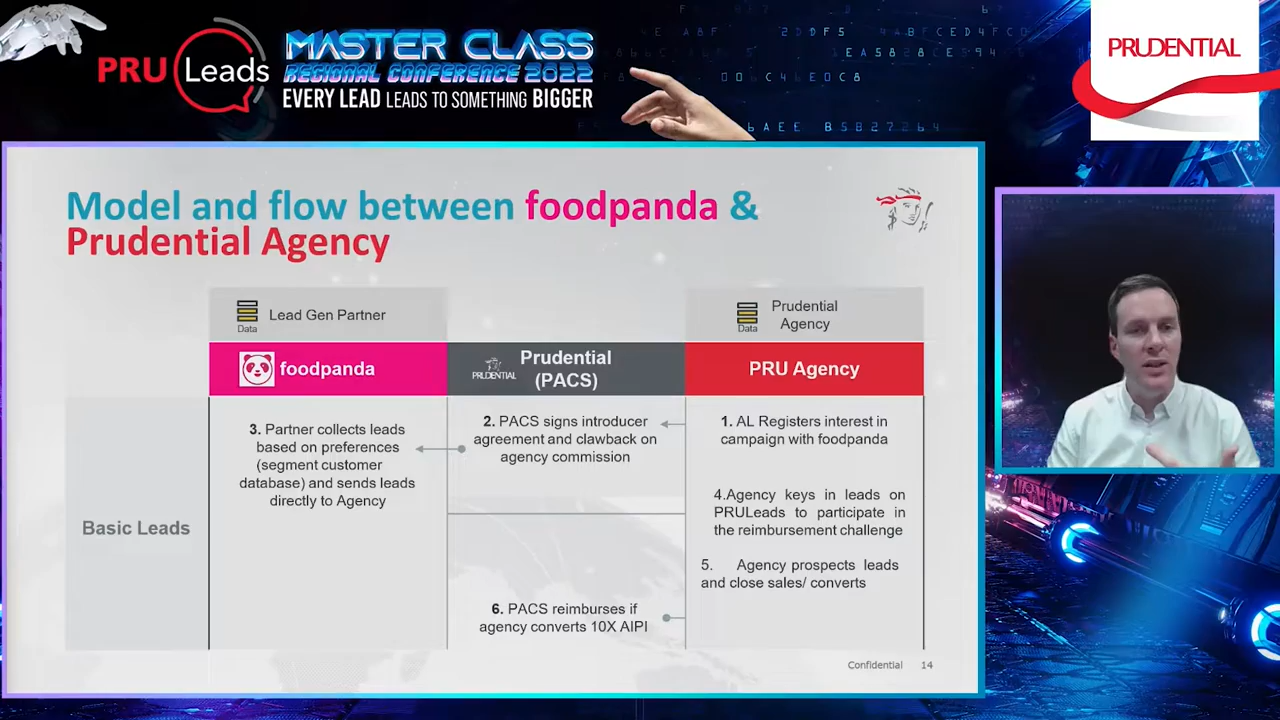 PRU Leads
MASTER CLASS
REGIONAL CONFERENCE 2022
EVERY LEAD LEADS TO SOMETHING BIGGER
PRUDENTIAL
Model and flow between foodpanda &
Prudential Agency
Data
Lead Gen Partner
Data
Prudential
Agency
foodpanda
PRUDENTIAL
Prudential
(PACS)
PRU Agency
Basic Leads
3. Partner collects leads
based on preferences
(segment customer
database) and sends leads
directly to Agency
2. PACS signs introducer
agreement and clawback on
agency commission
1. AL Registers interest in
campaign with foodpanda
4.Agency keys in leads on
PRULeads to participate in
the reimbursement challenge
5. Agency prospects leads
and close sales/ converts
6. PACS reimburses if
agency converts 10X AIPI
Confidential 14